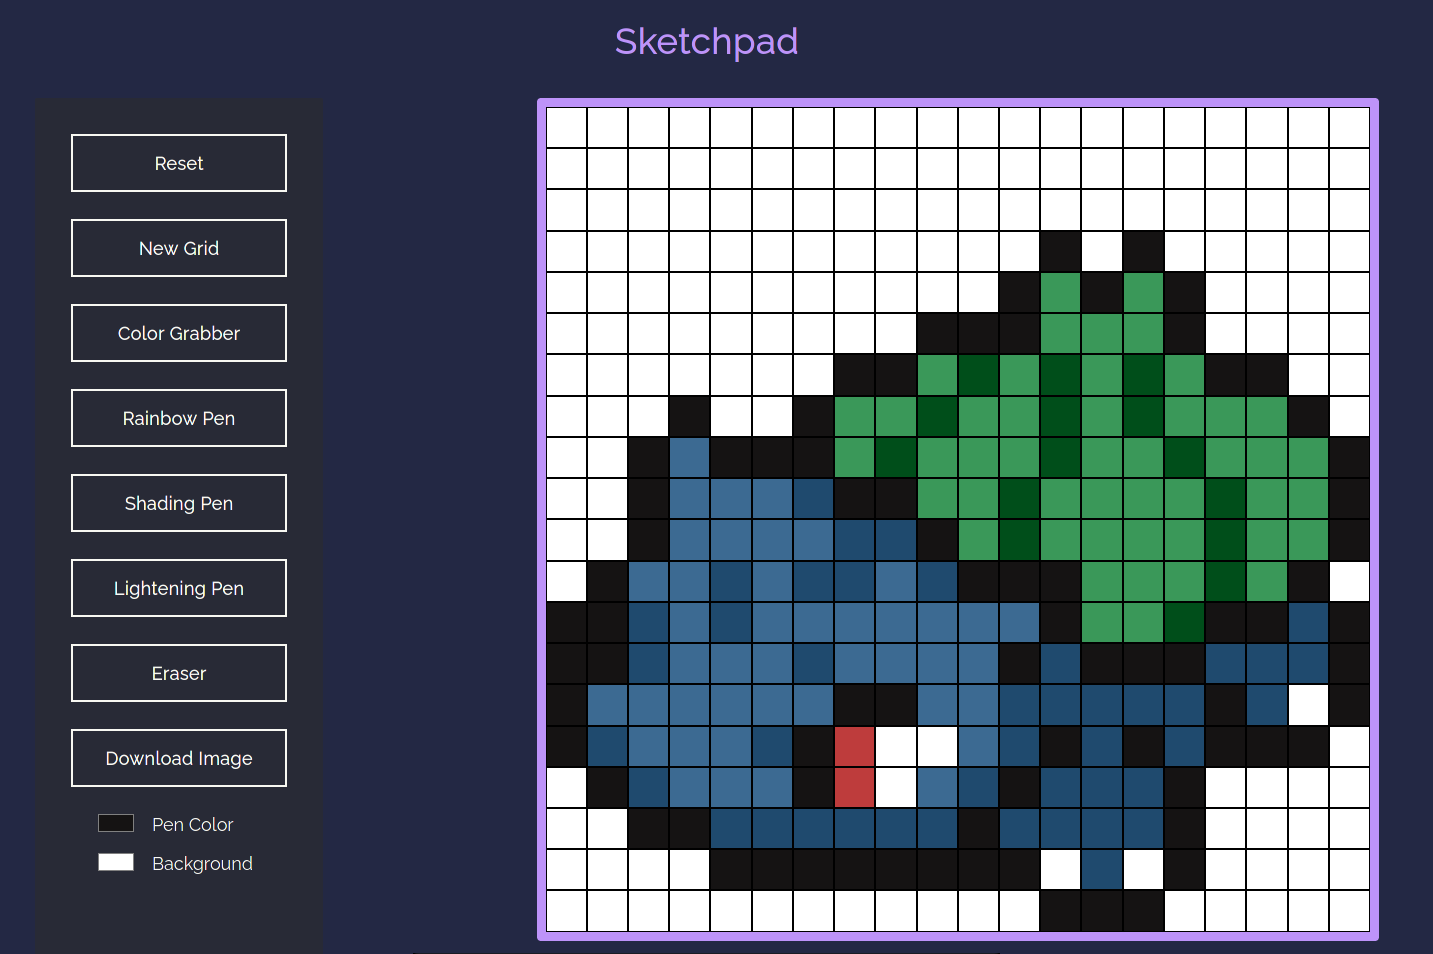 Sketchpad
Reset
New Grid
Color Grabber
Rainbow Pen
Shading Pen
Lightening Pen
Eraser
Download Image
Pen Color
Background